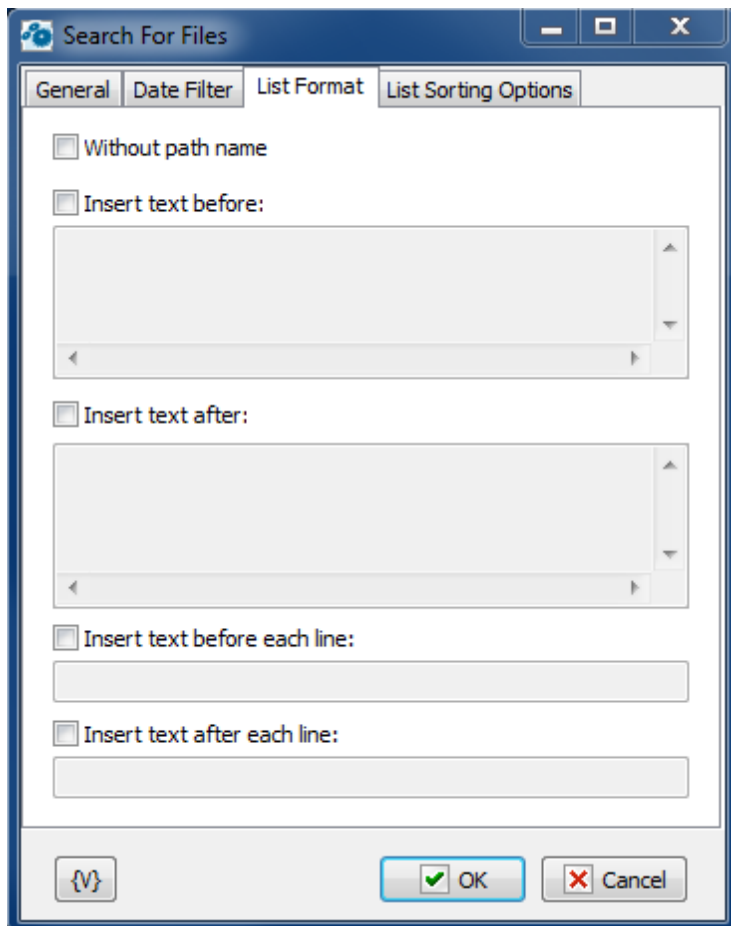 Search For Files
General Date Filter List Format List Sorting Options
Without path name
Insert text before:
Insert text after:
Insert text before each line:
Insert text after each line:
{V} OK Cancel